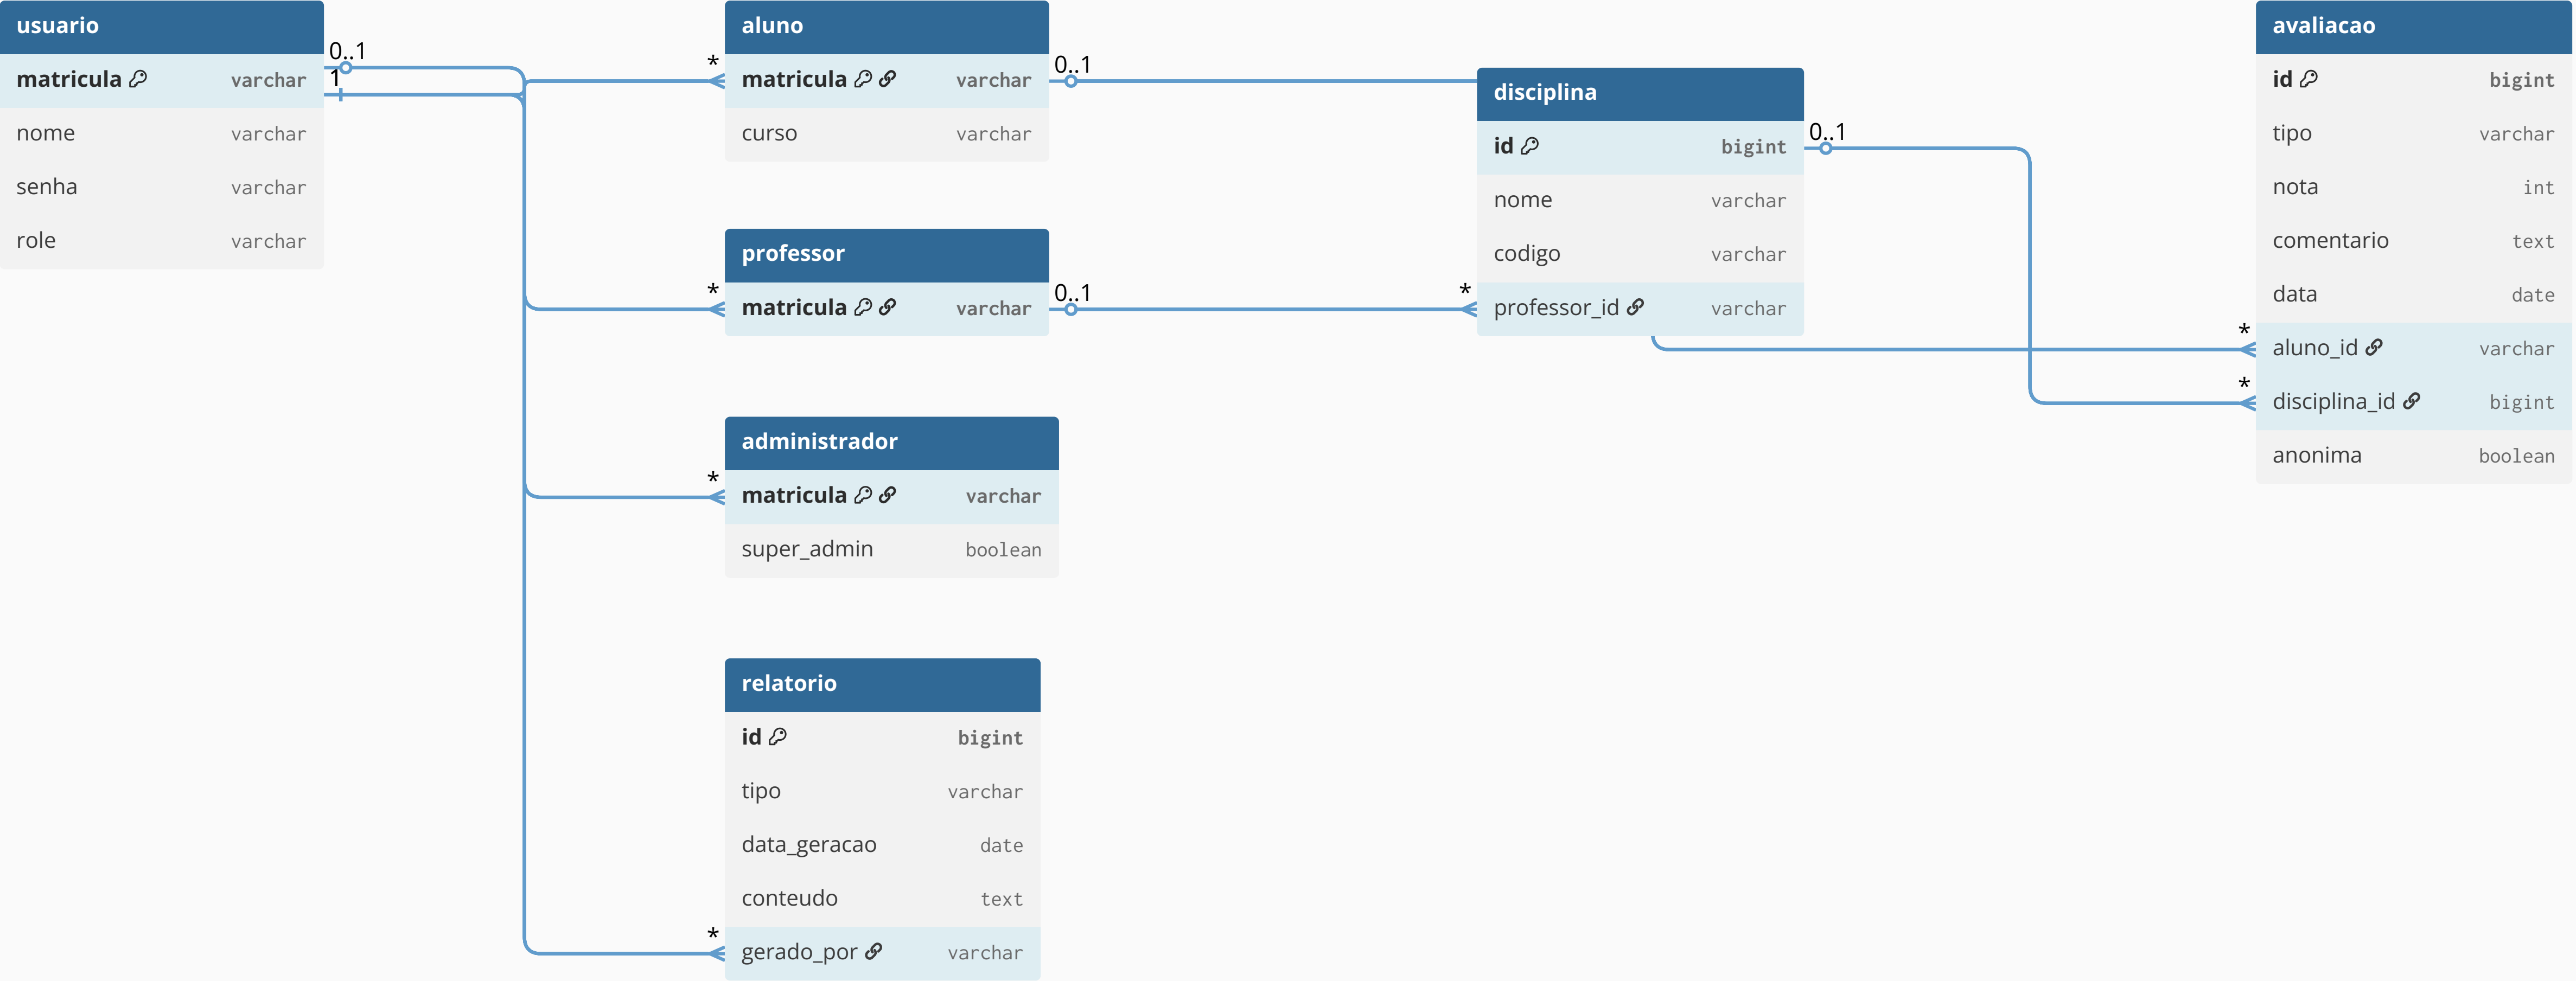 usuario
matricula varchar
nome varchar
senha varchar
role varchar
0..1
1
aluno
* matricula varchar 0..1
curso varchar
professor
* matricula varchar 0..1
administrador
* matricula varchar
super_admin boolean
relatorio
id bigint
tipo varchar
data_geracao date
conteudo text
* gerado_por varchar
disciplina
id bigint 0..1
nome varchar
codigo varchar
* professor_id varchar
avaliacao
id bigint
tipo varchar
nota int
comentario text
data date
* aluno_id varchar
* disciplina_id bigint
anonima boolean